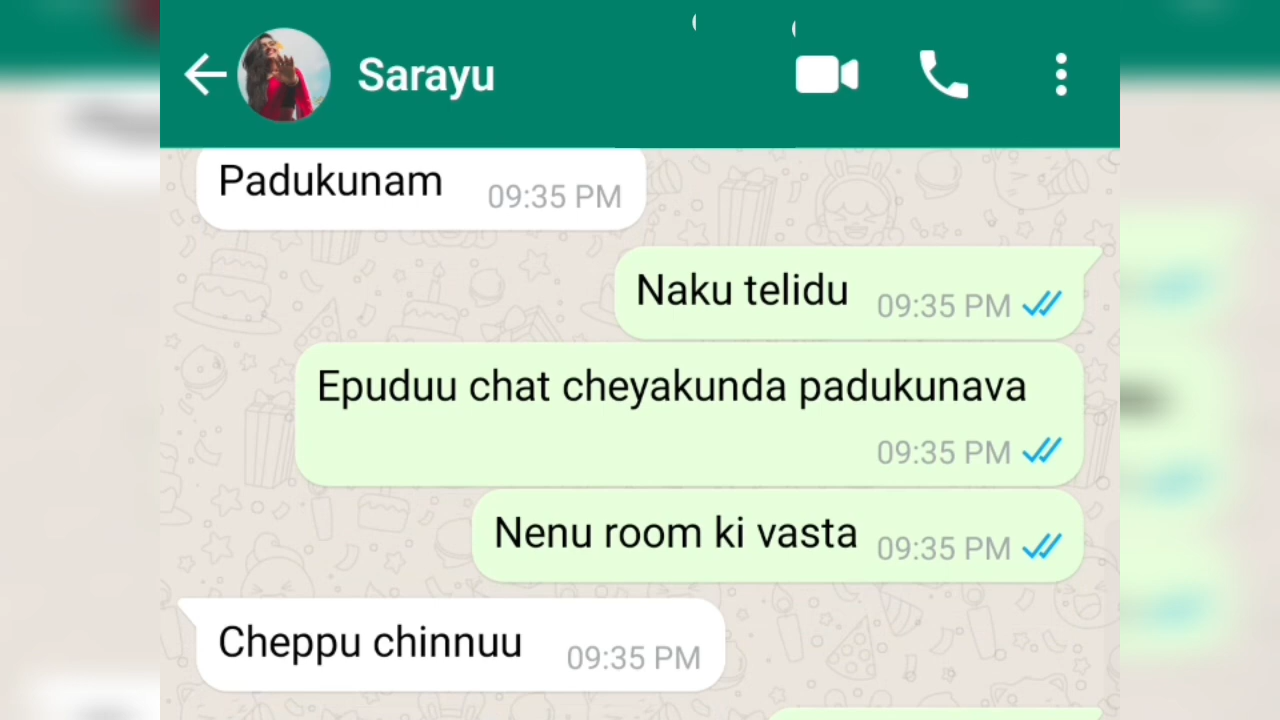 Sarayu
Padukunam 09:35 PM
Naku telidu 09:35 PM
Epuduu chat cheyakunda padukunava
09:35 PM
Nenu room ki vasta 09:35 PM
Cheppu chinnuu 09:35 PM